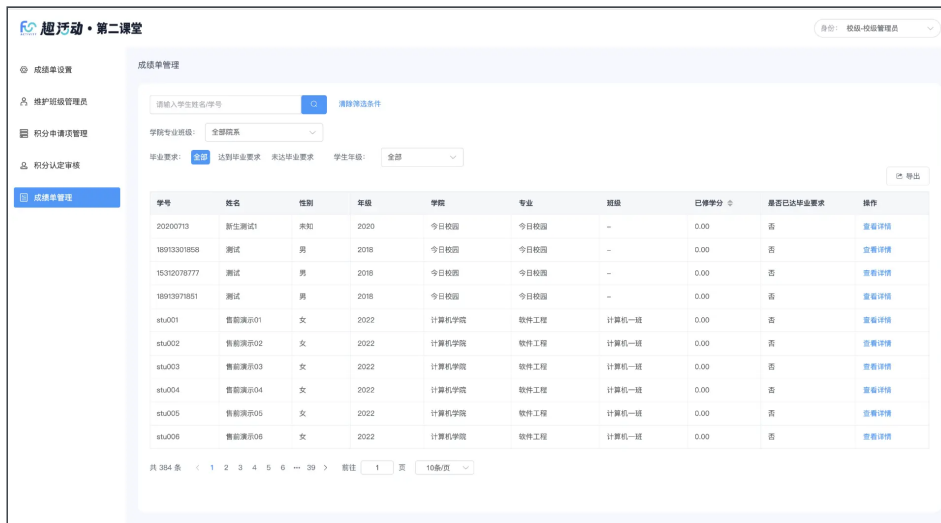 趣活动·第二课堂
身份: 校级-校级管理员
成绩单设置
维护班级管理员
积分申请项管理
积分认定审核
成绩单管理
成绩单管理
请输入学生姓名/学号 清除筛选条件
学院专业班级: 全部院系
毕业要求: 全部 达到毕业要求 未达毕业要求 学生年级: 全部
导出
学号 姓名 性别 年级 学院 专业 班级 已修学分 是否已达毕业要求 操作
20200713 新生测试1 未知 2020 今日校园 今日校园 - 0.00 否 查看详情
18913301858 测试 男 2018 今日校园 今日校园 - 0.00 否 查看详情
15312078777 测试 男 2018 今日校园 今日校园 - 0.00 否 查看详情
18913971851 测试 男 2018 今日校园 今日校园 - 0.00 否 查看详情
stu001 售前演示01 女 2022 计算机学院 软件工程 计算机一班 0.00 否 查看详情
stu002 售前演示02 女 2022 计算机学院 软件工程 计算机一班 0.00 否 查看详情
stu003 售前演示03 女 2022 计算机学院 软件工程 计算机一班 0.00 否 查看详情
stu004 售前演示04 女 2022 计算机学院 软件工程 计算机一班 0.00 否 查看详情
stu005 售前演示05 女 2022 计算机学院 软件工程 计算机一班 0.00 否 查看详情
stu006 售前演示06 女 2022 计算机学院 软件工程 计算机一班 0.00 否 查看详情
共 384 条 < 1 2 3 4 5 6 ··· 39 > 前往 1 页 10条/页